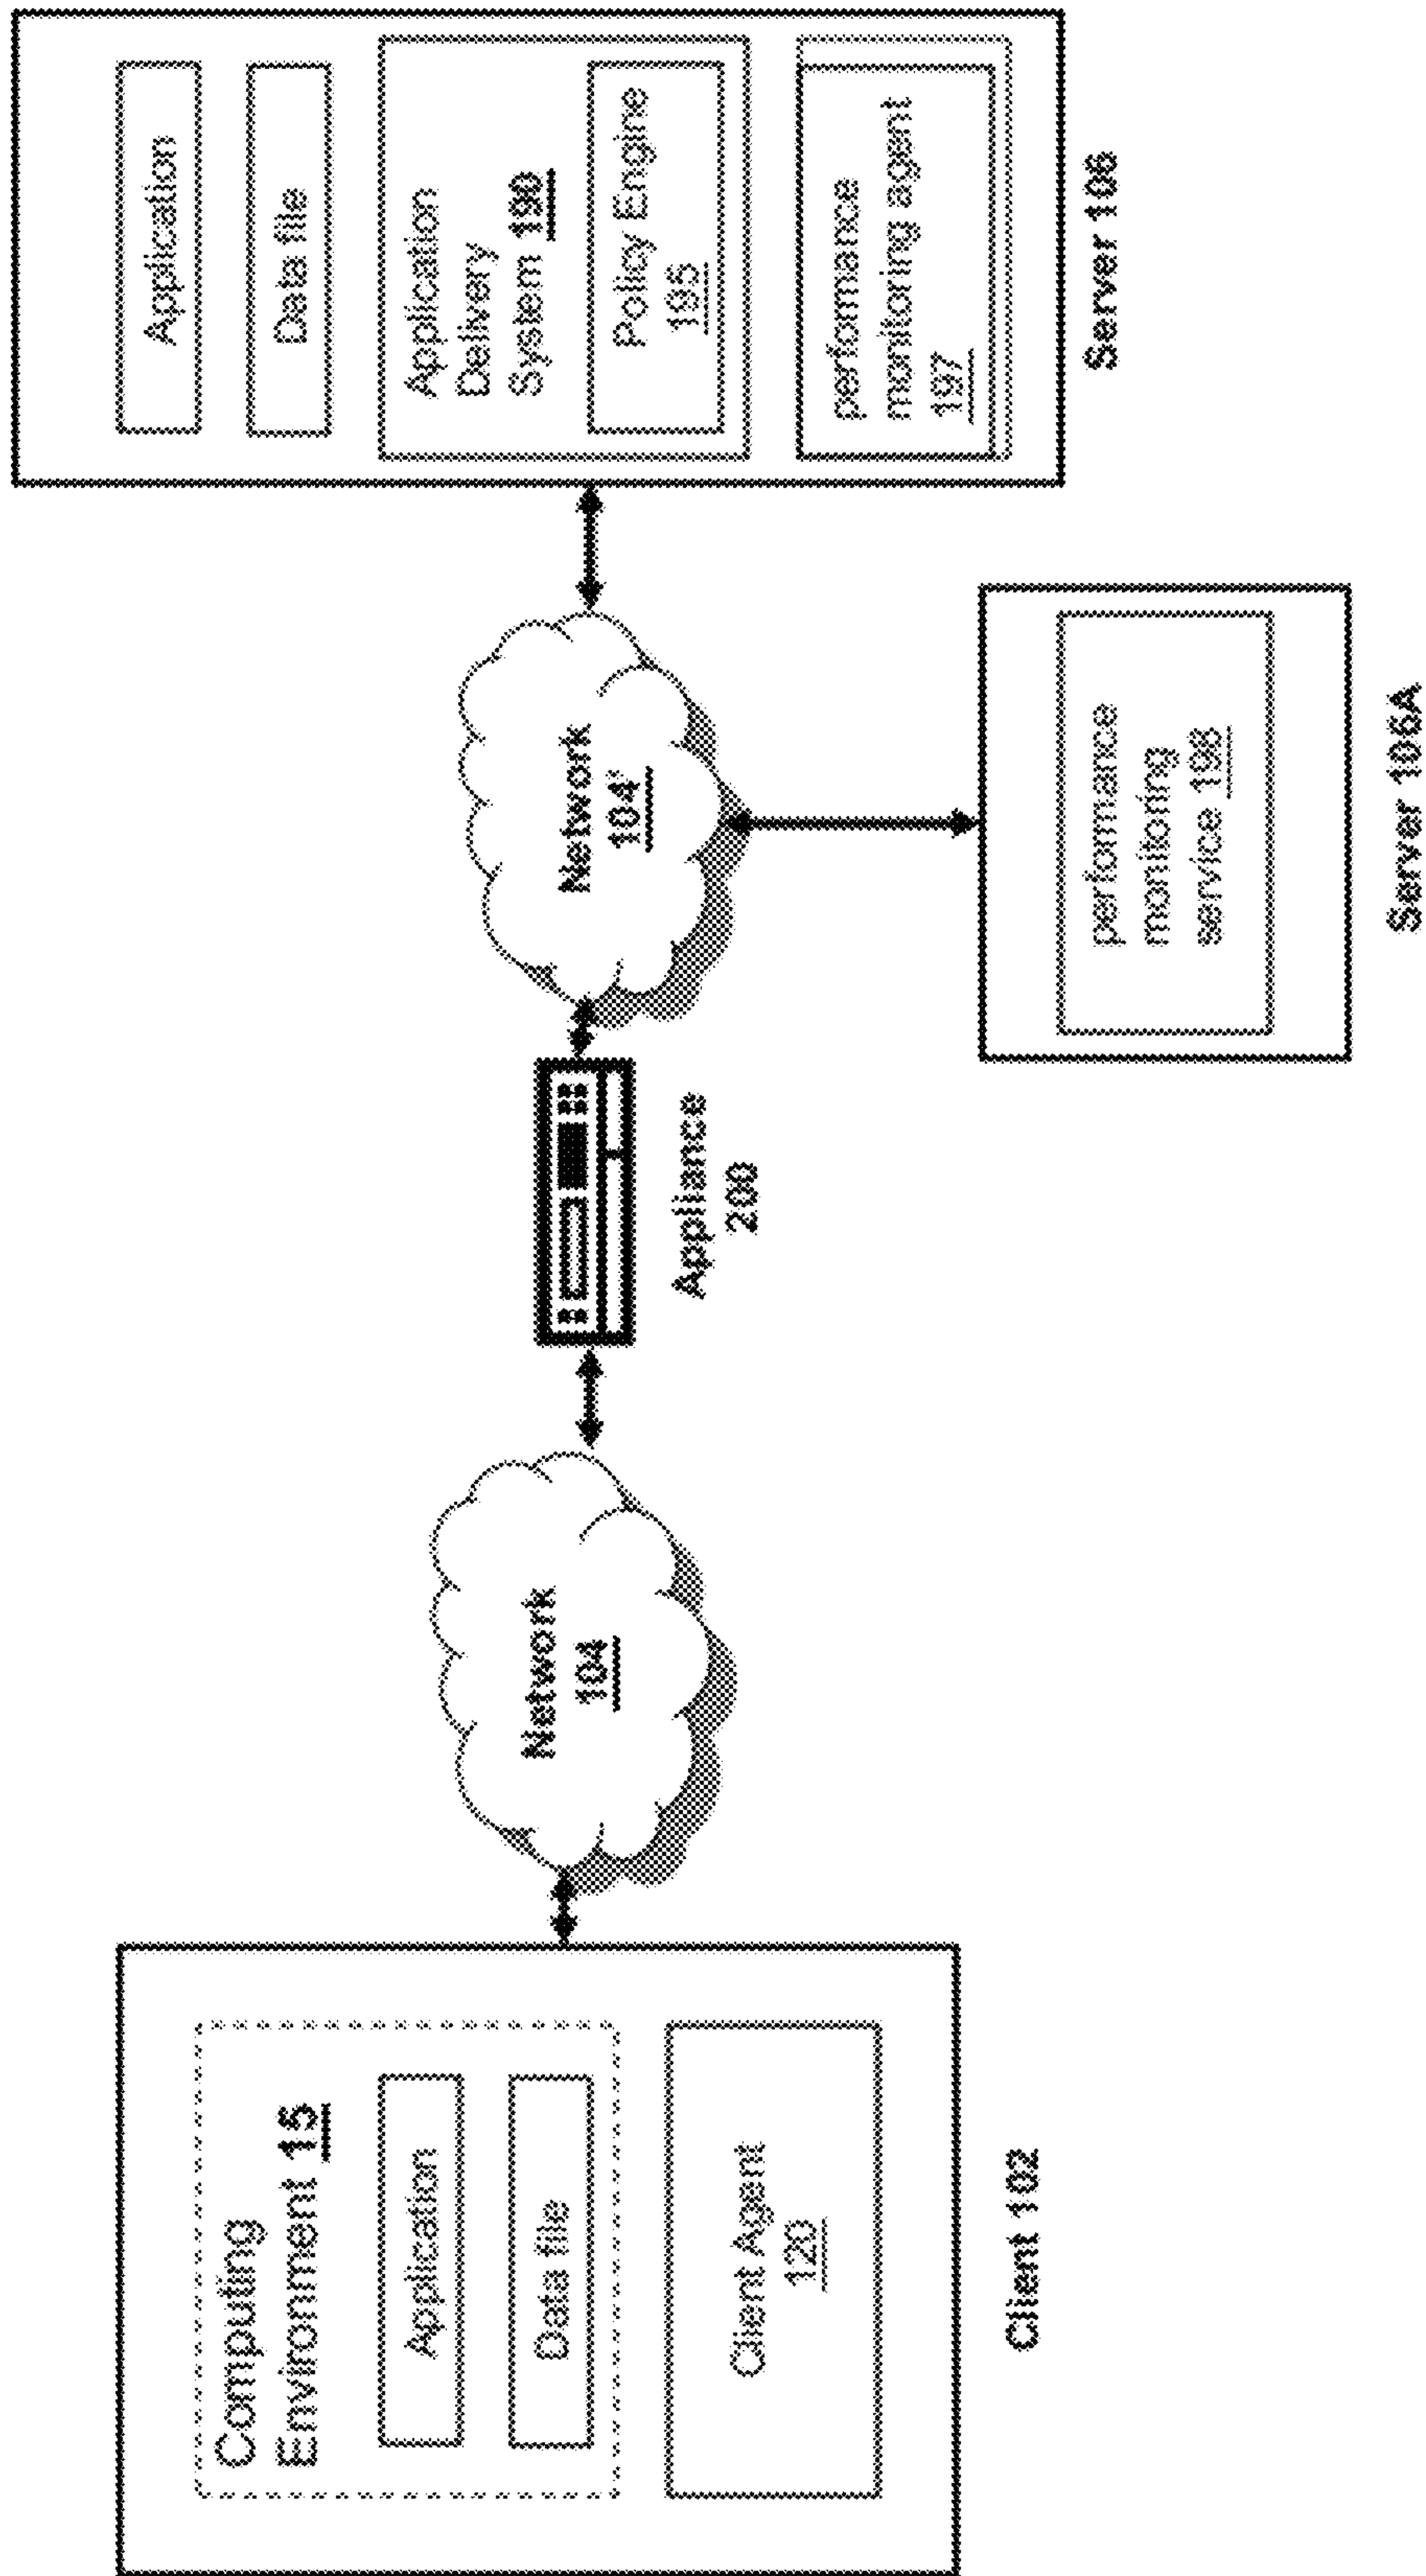 Computing
Environment 15
Application
Data file
Client Agent
120
Client 102
Network
104
Appliance
200
Network
104'
performance
monitoring
service 198
Server 106A
Application
Data file
Application
Delivery
System 190
Policy Engine
195
performance
monitoring agent
197
Server 106